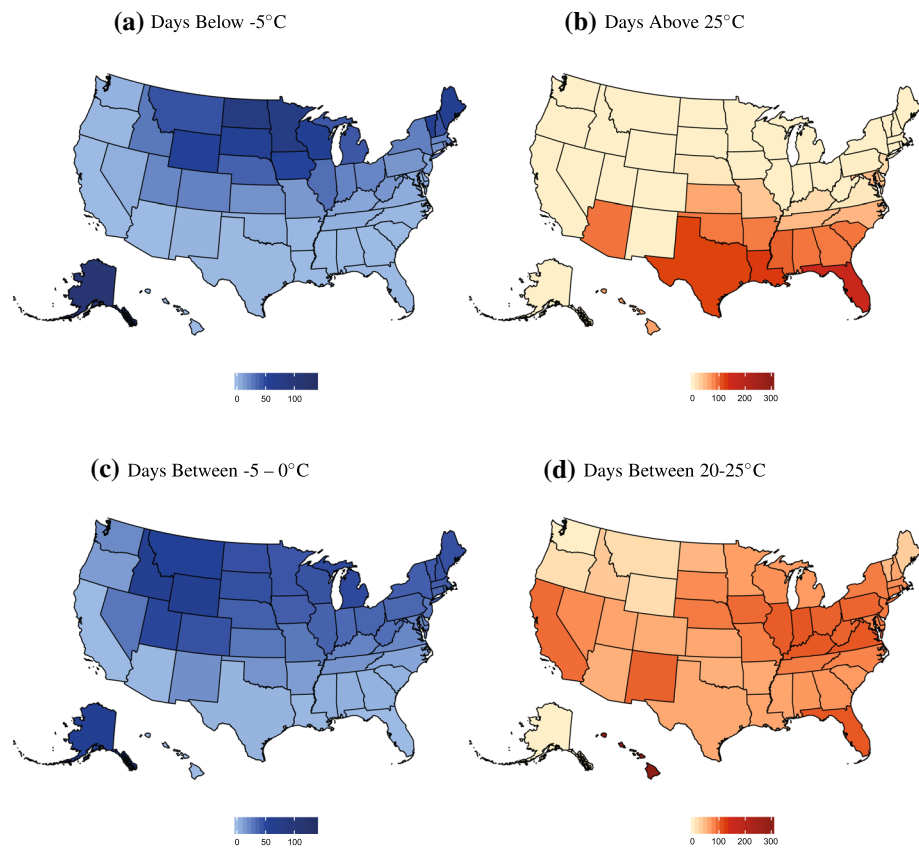 (a) Days Below -5°C
(b) Days Above 25°C
0 50 100
0 100 200 300
(c) Days Between -5 – 0°C
(d) Days Between 20-25°C
0 50 100
0 100 200 300